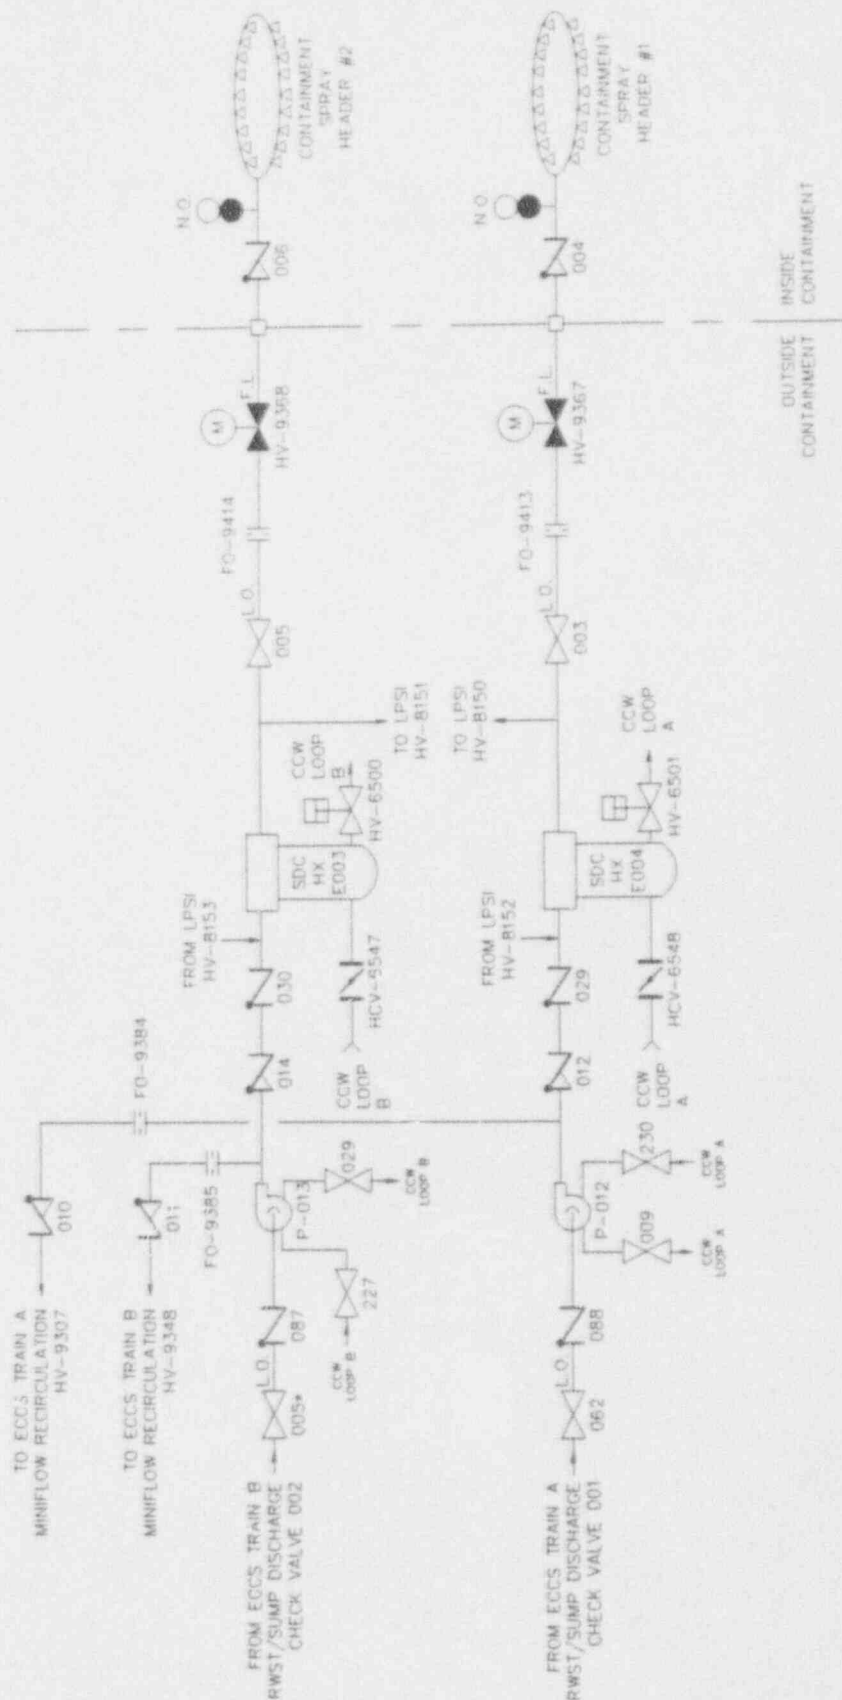 CONTAINMENT
SPRAY
HEADER #2
N.O.
006
F.L.
M
HV-9368
FO-9414
L.O.
005
TO LPSI
HV-8151
CCW
LOOP
B
HV-6500
SDC
HX
E003
FROM LPSI
HV-8153
030
HCV-6547
014
CCW
LOOP
B
FO-9384
FO-9385
010
011
P-013
029
CCW
LOOP B
227
CCW
LOOP B
087
L.O.
005*
TO ECCS TRAIN A
MINIFLOW RECIRCULATION
HV-9307
TO ECCS TRAIN B
MINIFLOW RECIRCULATION
HV-9348
FROM ECCS TRAIN B
RWST/SUMP DISCHARGE
CHECK VALVE 002
CONTAINMENT
SPRAY
HEADER #1
N.O.
004
INSIDE
CONTAINMENT
OUTSIDE
CONTAINMENT
F.L.
M
HV-9367
FO-9413
L.O.
003
TO LPSI
HV-8150
CCW
LOOP
A
HV-6501
SDC
HX
E004
FROM LPSI
HV-8152
029
HCV-6548
012
CCW
LOOP
A
P-012
230
CCW
LOOP A
009
CCW
LOOP A
088
L.O.
062
FROM ECCS TRAIN A
RWST/SUMP DISCHARGE
CHECK VALVE 001